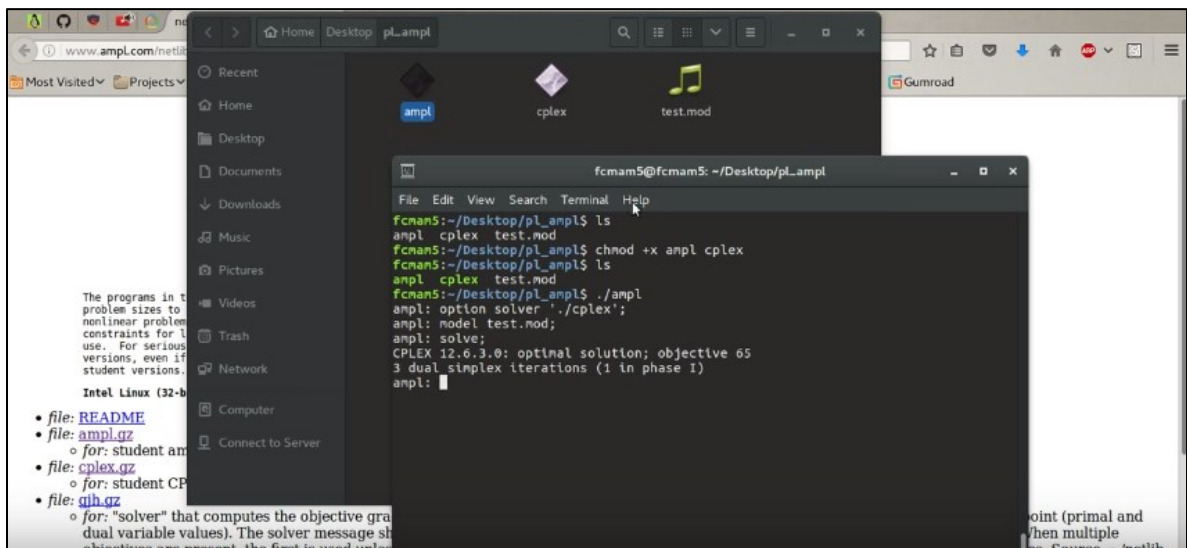 ne
www.ampl.com/netlib
Most Visited
Projects
Gumroad
Home
Desktop
pl_ampl
Recent
Home
Desktop
Documents
Downloads
Music
Pictures
Videos
Trash
Network
Computer
Connect to Server
ampl
cplex
test.mod
fcmam5@fcmam5: ~/Desktop/pl_ampl
File Edit View Search Terminal Help
fcmam5:~/Desktop/pl_ampl$ ls
ampl cplex test.mod
fcmam5:~/Desktop/pl_ampl$ chmod +x ampl cplex
fcmam5:~/Desktop/pl_ampl$ ls
ampl cplex test.mod
fcmam5:~/Desktop/pl_ampl$ ./ampl
ampl: option solver './cplex';
ampl: model test.mod;
ampl: solve;
CPLEX 12.6.3.0: optimal solution; objective 65
3 dual simplex iterations (1 in phase I)
ampl:
The programs in t
problem sizes to
nonlinear problem
constraints for l
use. For serious
versions, even if
student versions.
Intel Linux (32-b
• file: README
• file: ampl.gz
for: student am
• file: cplex.gz
for: student CP
• file: gjh.gz
for: "solver" that computes the objective gra
oint (primal and
dual variable values). The solver message sh
When multiple